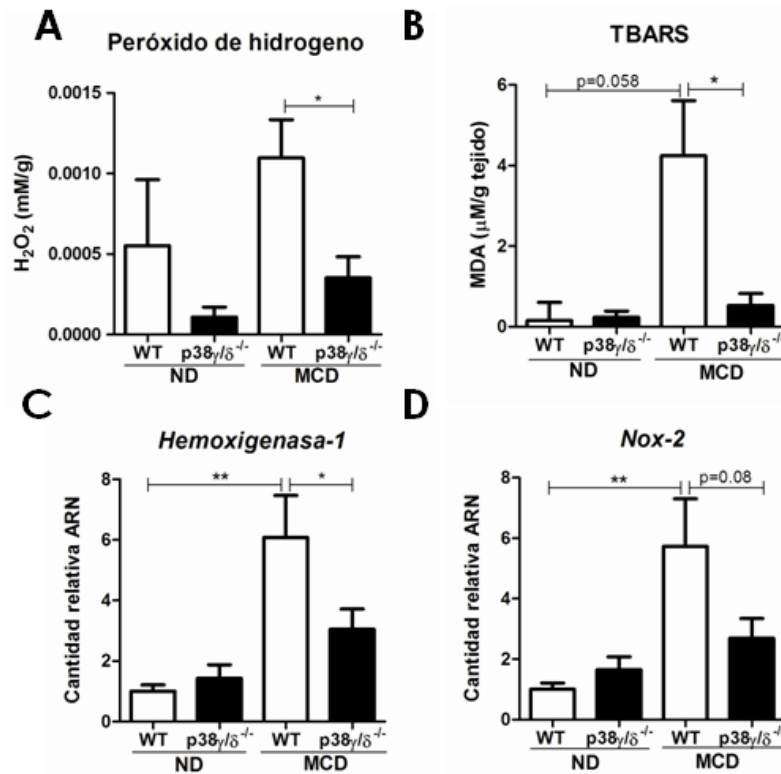 A
Peróxido de hidrogeno
H₂O₂ (mM/g)
0.0015
0.0010
0.0005
0.0000
*
WT p38γ/δ⁻/⁻ WT p38γ/δ⁻/⁻
ND MCD
B
TBARS
MDA (μM/g tejido)
6
4
2
0
p=0.058 *
WT p38γ/δ⁻/⁻ WT p38γ/δ⁻/⁻
ND MCD
C
Hemoxigenasa-1
Cantidad relativa ARN
8
6
4
2
0
** *
WT p38γ/δ⁻/⁻ WT p38γ/δ⁻/⁻
ND MCD
D
Nox-2
Cantidad relativa ARN
8
6
4
2
0
** p=0.08
WT p38γ/δ⁻/⁻ WT p38γ/δ⁻/⁻
ND MCD